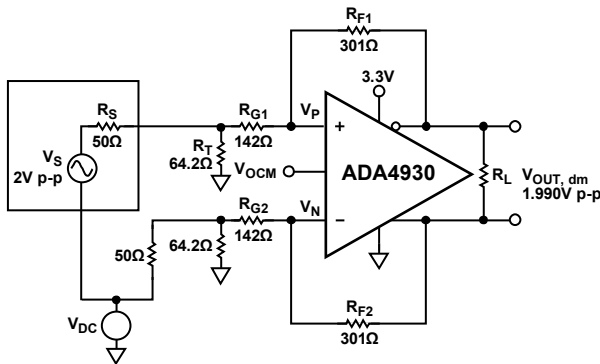 RF1
301Ω
3.3V
RS
50Ω
RG1
142Ω
VP
+
RT
64.2Ω
VS
2V p-p
VOCM
ADA4930
RL
VOUT, dm
1.990V p-p
50Ω
64.2Ω
RG2
142Ω
VN
−
VDC
RF2
301Ω